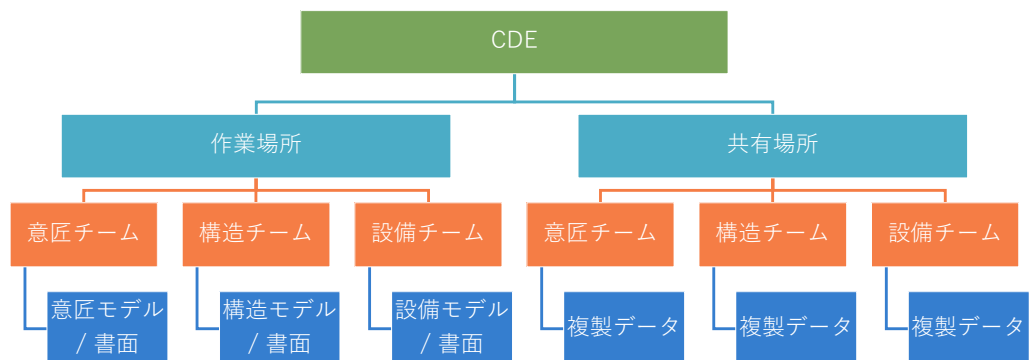 CDE
作業場所
共有場所
意匠チーム
構造チーム
設備チーム
意匠チーム
構造チーム
設備チーム
意匠モデル
/ 書面
構造モデル
/ 書面
設備モデル
/ 書面
複製データ
複製データ
複製データ